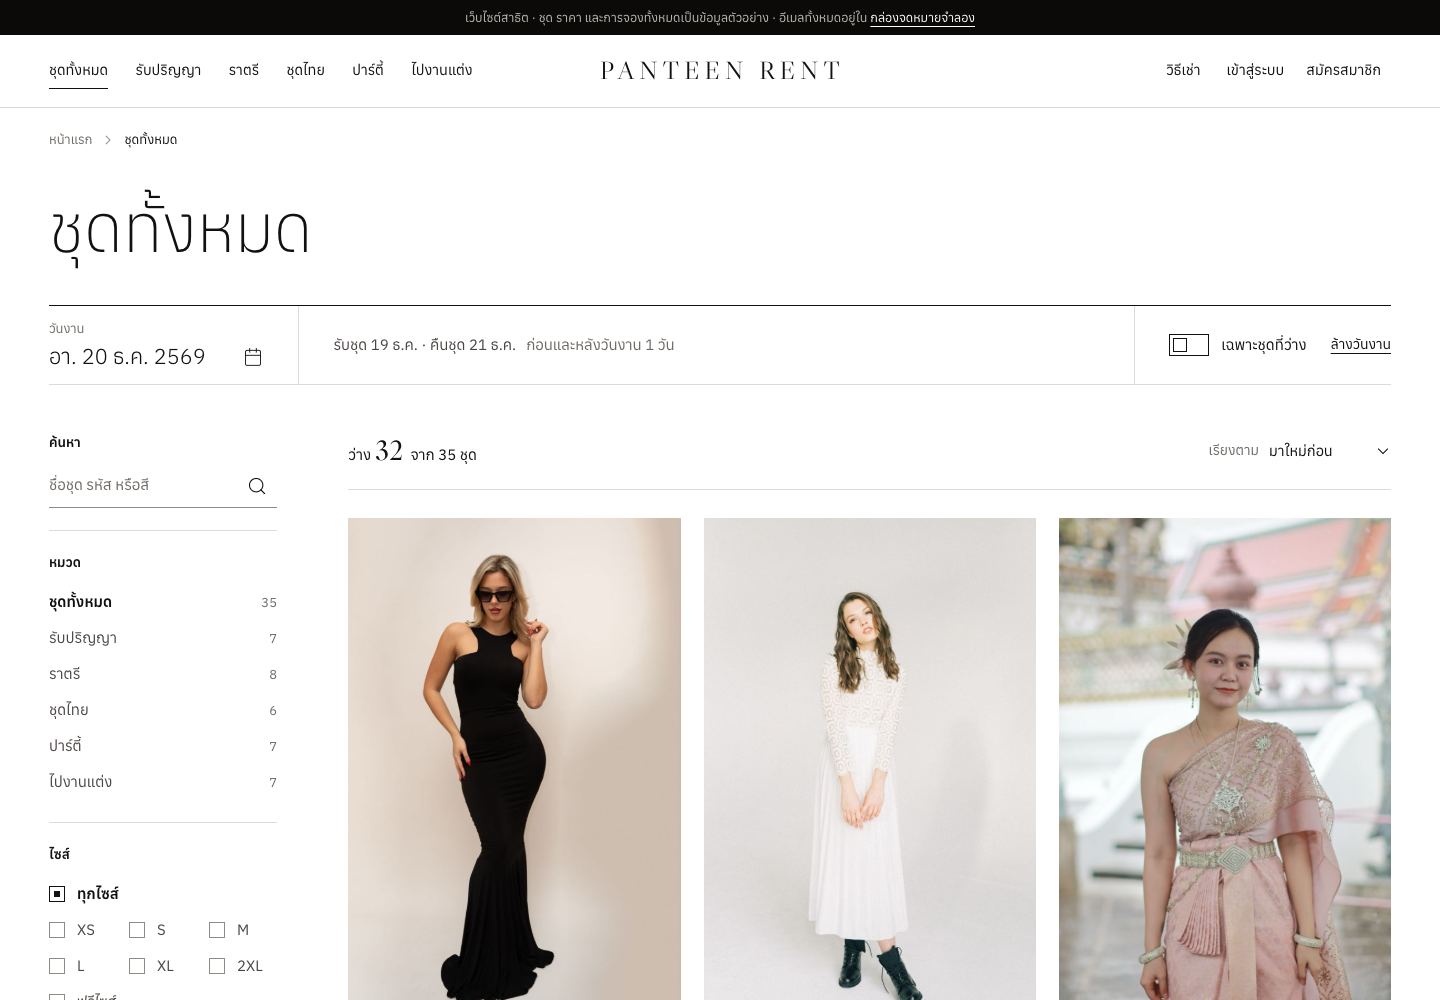 เว็บไซต์สาธิต · ชุด ราคา และการจองทั้งหมดเป็นข้อมูลตัวอย่าง · อีเมลทั้งหมดอยู่ใน กล่องจดหมายจำลอง
ชุดทั้งหมด รับปริญญา ราตรี ชุดไทย ปาร์ตี้ ไปงานแต่ง PANTEEN RENT วิธีเช่า เข้าสู่ระบบ สมัครสมาชิก
หน้าแรก ชุดทั้งหมด
ชุดทั้งหมด
วันงาน
อา. 20 ธ.ค. 2569
รับชุด 19 ธ.ค. · คืนชุด 21 ธ.ค. ก่อนและหลังวันงาน 1 วัน
เฉพาะชุดที่ว่าง ล้างวันงาน
ค้นหา
ชื่อชุด รหัส หรือสี
หมวด
ชุดทั้งหมด 35
รับปริญญา 7
ราตรี 8
ชุดไทย 6
ปาร์ตี้ 7
ไปงานแต่ง 7
ไซส์
ทุกไซส์
XS S M
L XL 2XL
ฟรีไซส์
ว่าง 32 จาก 35 ชุด
เรียงตาม มาใหม่ก่อน